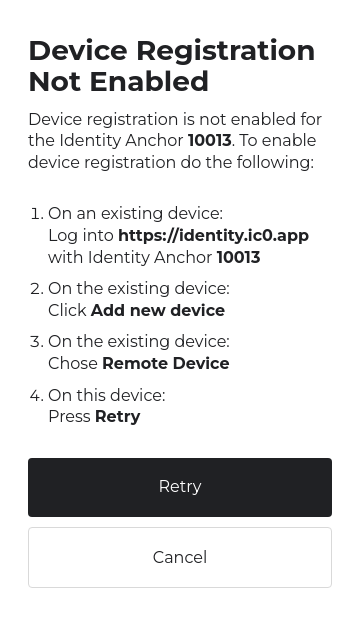 Device Registration
Not Enabled
Device registration is not enabled for
the Identity Anchor 10013. To enable
device registration do the following:
1. On an existing device:
Log into https://identity.ic0.app
with Identity Anchor 10013
2. On the existing device:
Click Add new device
3. On the existing device:
Chose Remote Device
4. On this device:
Press Retry
Retry
Cancel